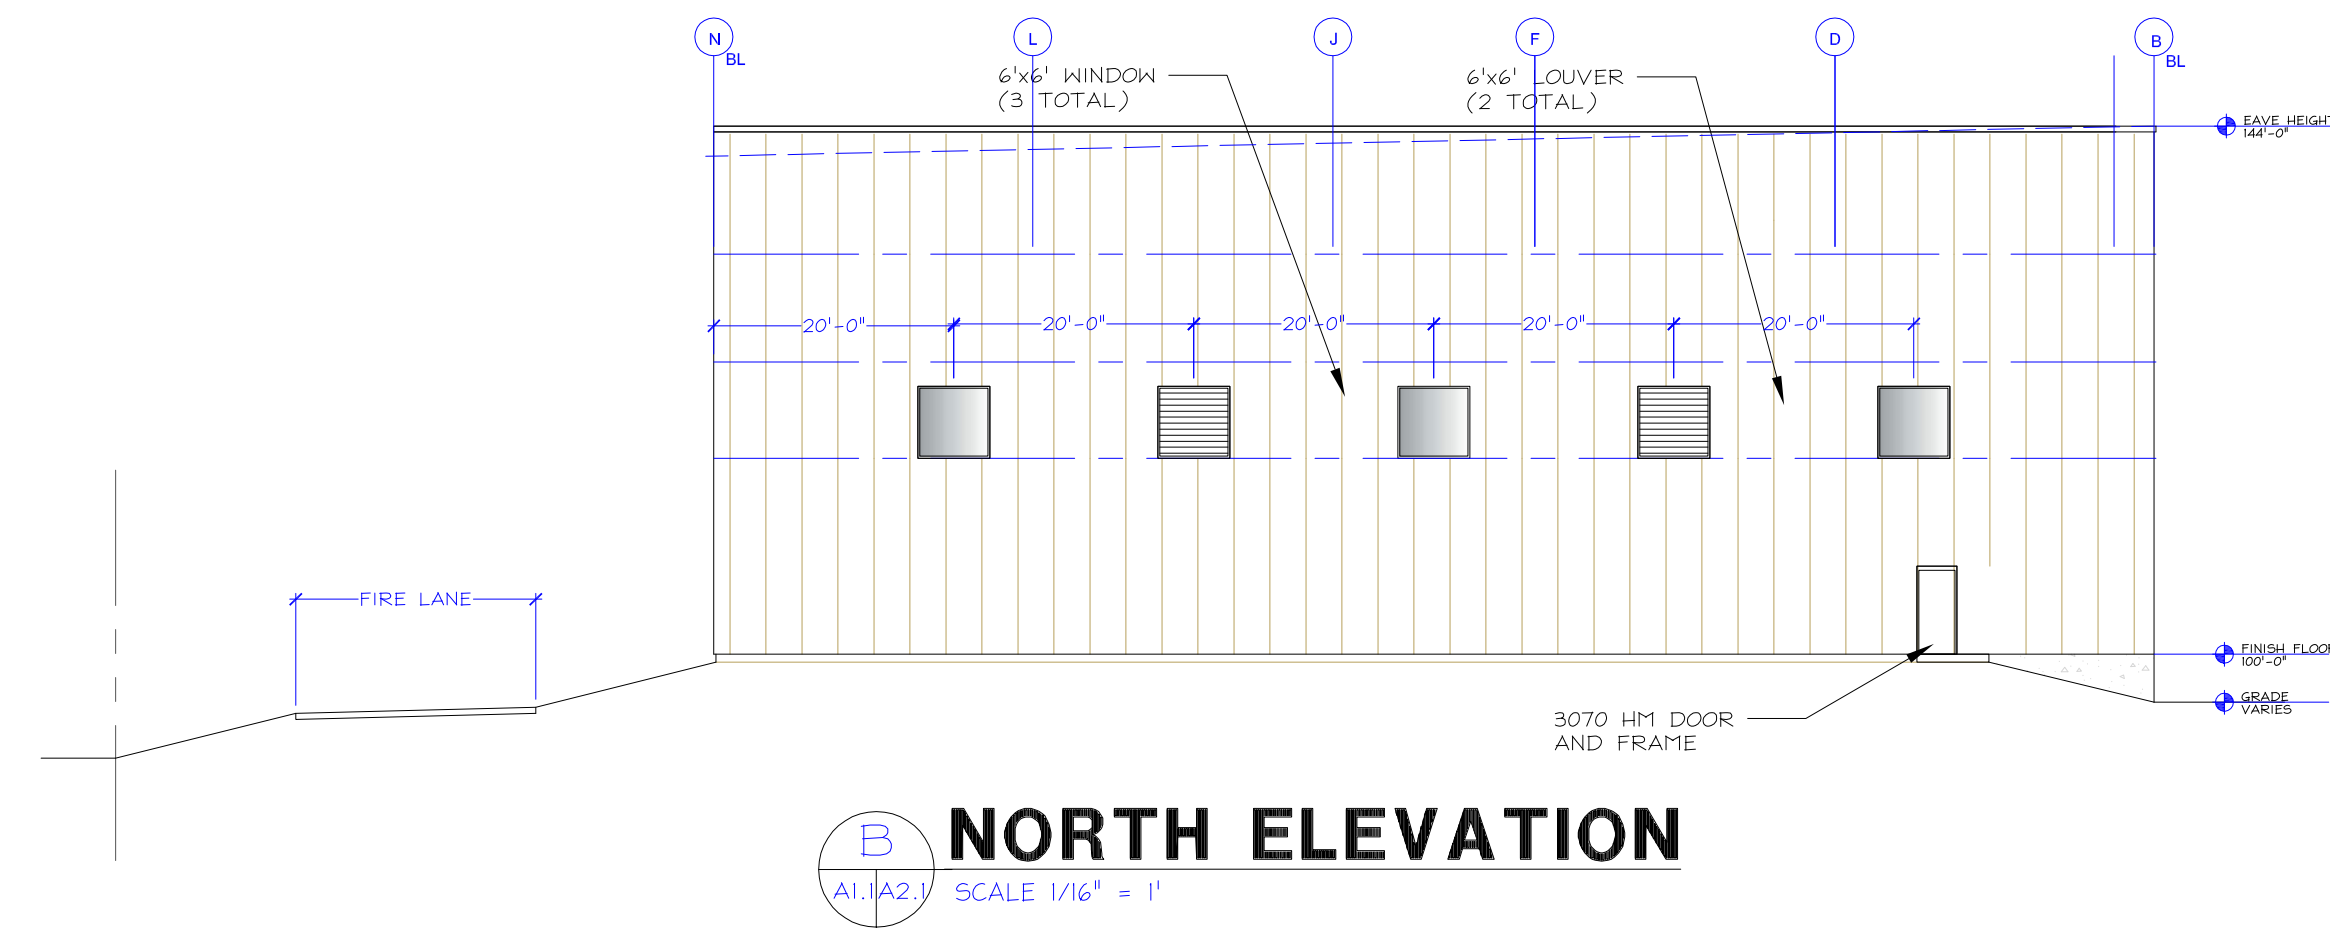 N L J F D B
BL BL
6'x6' WINDOW
(3 TOTAL)
6'x6' LOUVER
(2 TOTAL)
EAVE HEIGHT
144'-0"
20'-0" 20'-0" 20'-0" 20'-0" 20'-0"
FIRE LANE
FINISH FLOOR
100'-0"
GRADE
VARIES
3070 HM DOOR
AND FRAME
B
NORTH ELEVATION
A1.1 A2.1
SCALE 1/16" = 1'